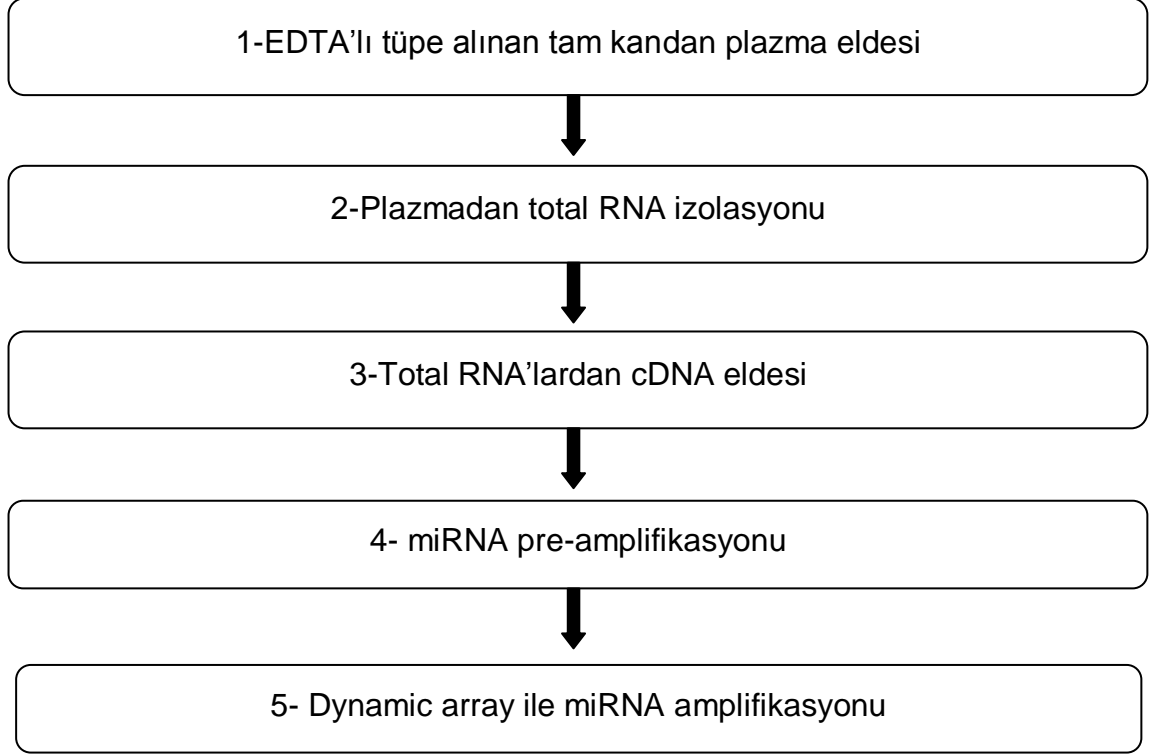 1-EDTA’lı tüpe alınan tam kandan plazma eldesi
2-Plazmadan total RNA izolasyonu
3-Total RNA’lardan cDNA eldesi
4- miRNA pre-amplifikasyonu
5- Dynamic array ile miRNA amplifikasyonu